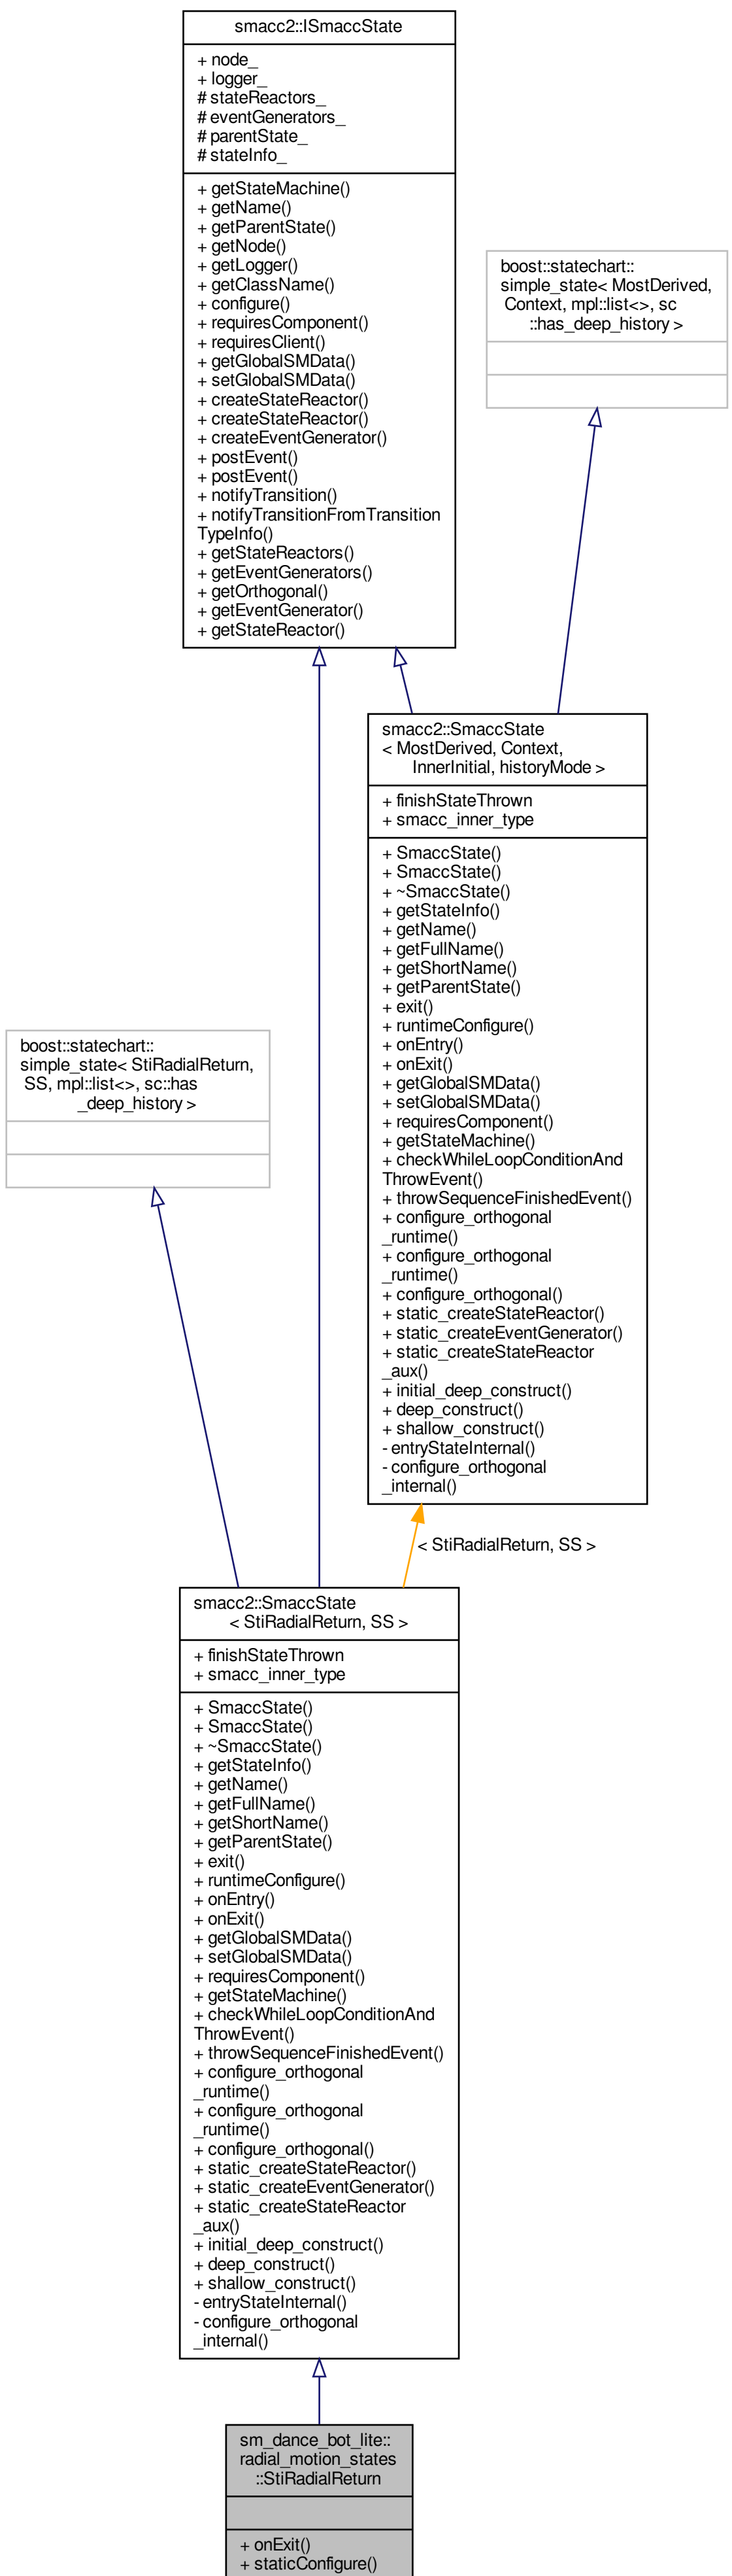 smacc2::ISmaccState
+ node_
+ logger_
# stateReactors_
# eventGenerators_
# parentState_
# stateInfo_
+ getStateMachine()
+ getName()
+ getParentState()
+ getNode()
+ getLogger()
+ getClassName()
+ configure()
+ requiresComponent()
+ requiresClient()
+ getGlobalSMData()
+ setGlobalSMData()
+ createStateReactor()
+ createStateReactor()
+ createEventGenerator()
+ postEvent()
+ postEvent()
+ notifyTransition()
+ notifyTransitionFromTransition
TypeInfo()
+ getStateReactors()
+ getEventGenerators()
+ getOrthogonal()
+ getEventGenerator()
+ getStateReactor()
boost::statechart::
simple_state< MostDerived,
Context, mpl::list<>, sc
::has_deep_history >
smacc2::SmaccState
< MostDerived, Context,
InnerInitial, historyMode >
+ finishStateThrown
+ smacc_inner_type
+ SmaccState()
+ SmaccState()
+ ~SmaccState()
+ getStateInfo()
+ getName()
+ getFullName()
+ getShortName()
+ getParentState()
+ exit()
+ runtimeConfigure()
+ onEntry()
+ onExit()
+ getGlobalSMData()
+ setGlobalSMData()
+ requiresComponent()
+ getStateMachine()
+ checkWhileLoopConditionAnd
ThrowEvent()
+ throwSequenceFinishedEvent()
+ configure_orthogonal
_runtime()
+ configure_orthogonal
_runtime()
+ configure_orthogonal()
+ static_createStateReactor()
+ static_createEventGenerator()
+ static_createStateReactor
_aux()
+ initial_deep_construct()
+ deep_construct()
+ shallow_construct()
- entryStateInternal()
- configure_orthogonal
_internal()
boost::statechart::
simple_state< StiRadialReturn,
SS, mpl::list<>, sc::has
_deep_history >
< StiRadialReturn, SS >
smacc2::SmaccState
< StiRadialReturn, SS >
+ finishStateThrown
+ smacc_inner_type
+ SmaccState()
+ SmaccState()
+ ~SmaccState()
+ getStateInfo()
+ getName()
+ getFullName()
+ getShortName()
+ getParentState()
+ exit()
+ runtimeConfigure()
+ onEntry()
+ onExit()
+ getGlobalSMData()
+ setGlobalSMData()
+ requiresComponent()
+ getStateMachine()
+ checkWhileLoopConditionAnd
ThrowEvent()
+ throwSequenceFinishedEvent()
+ configure_orthogonal
_runtime()
+ configure_orthogonal
_runtime()
+ configure_orthogonal()
+ static_createStateReactor()
+ static_createEventGenerator()
+ static_createStateReactor
_aux()
+ initial_deep_construct()
+ deep_construct()
+ shallow_construct()
- entryStateInternal()
- configure_orthogonal
_internal()
sm_dance_bot_lite::
radial_motion_states
::StiRadialReturn
+ onExit()
+ staticConfigure()